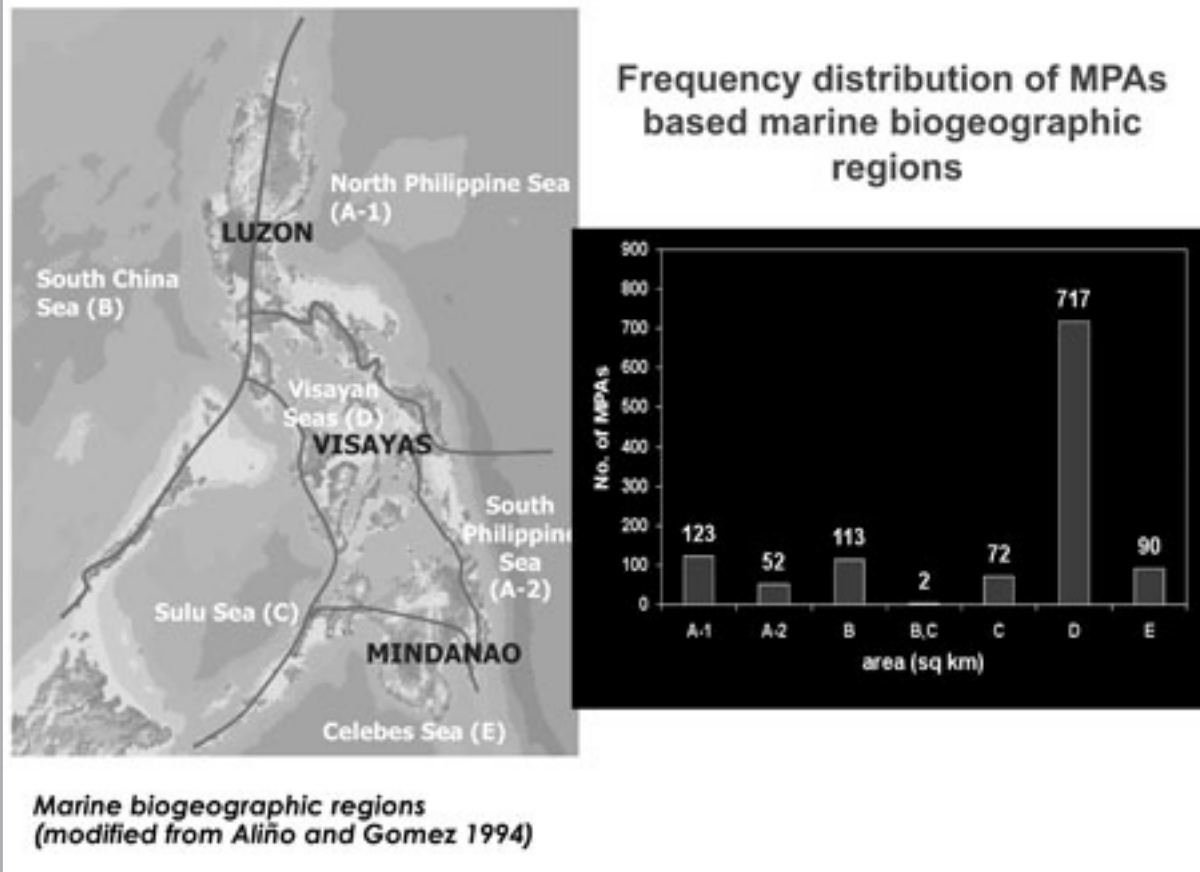 Frequency distribution of MPAs
based marine biogeographic
regions
North Philippine Sea
(A-1)
LUZON
South China
Sea (B)
Visayan
Seas (D)
VISAYAS
South
Philippin
Sea
(A-2)
Sulu Sea (C)
MINDANAO
Celebes Sea (E)
Marine biogeographic regions
(modified from Aliño and Gomez 1994)
No. of MPAs
900
800
700
600
500
400
300
200
100
0
123
52
113
2
72
717
90
A-1 A-2 B B,C C D E
area (sq km)